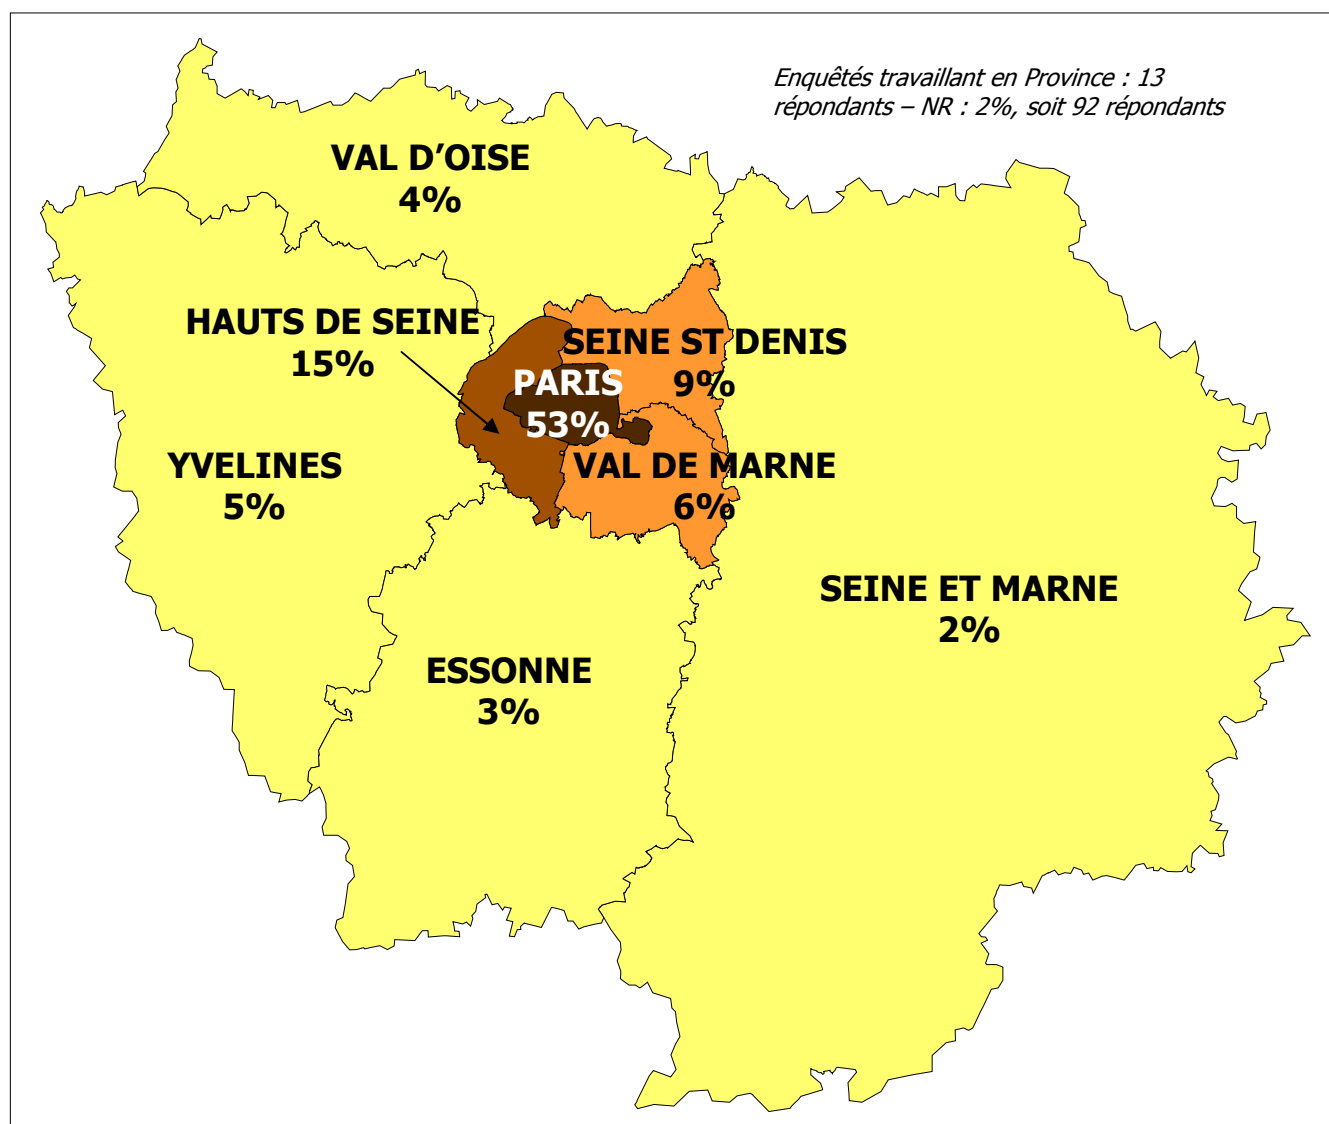 Enquêtés travaillant en Province : 13
répondants – NR : 2%, soit 92 répondants
VAL D’OISE
4%
HAUTS DE SEINE
15%
SEINE ST DENIS
9%
PARIS
53%
YVELINES
5%
VAL DE MARNE
6%
SEINE ET MARNE
2%
ESSONNE
3%